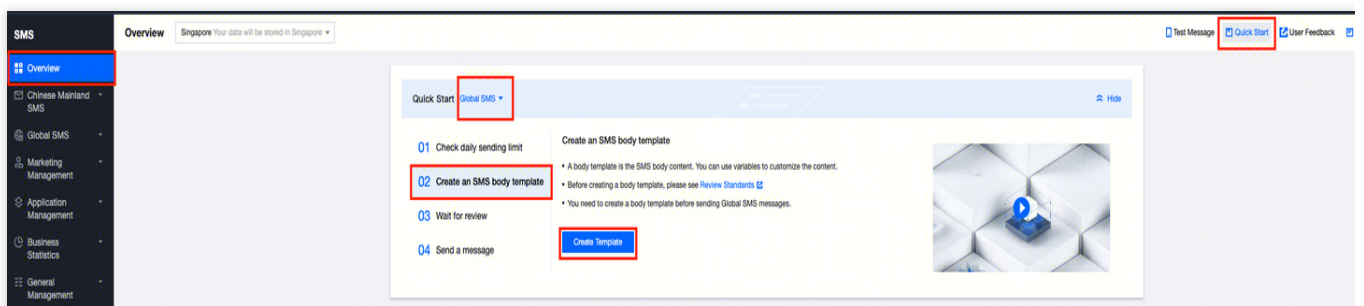 SMS
Overview
Singapore Your data will be stored in Singapore
Test Message
Quick Start
User Feedback
Overview
Chinese Mainland
SMS
Global SMS
Marketing
Management
Application
Management
Business
Statistics
General
Management
Quick Start Global SMS
Hide
01 Check daily sending limit
02 Create an SMS body template
03 Wait for review
04 Send a message
Create an SMS body template
• A body template is the SMS body content. You can use variables to customize the content.
• Before creating a body template, please see Review Standards
• You need to create a body template before sending Global SMS messages.
Create Template